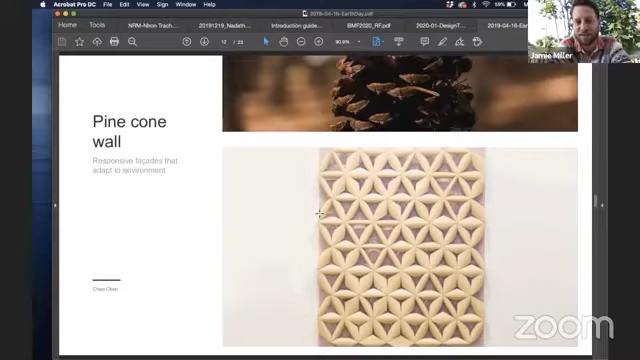 Acrobat Pro DC File Edit View Sign Window Help
2019-04-16-EarthDay.pdf
Home Tools NRM-Nihon Trach... 20191219_Nadath... Introduction guide... BMF2020_RF.pdf 2020-01-DesignT... 2019-04-16-Ear
12 / 23
90.9%
Jamie Miller
Pine cone
wall
Responsive façades that
adapt to environment
Chao Chen
zoom